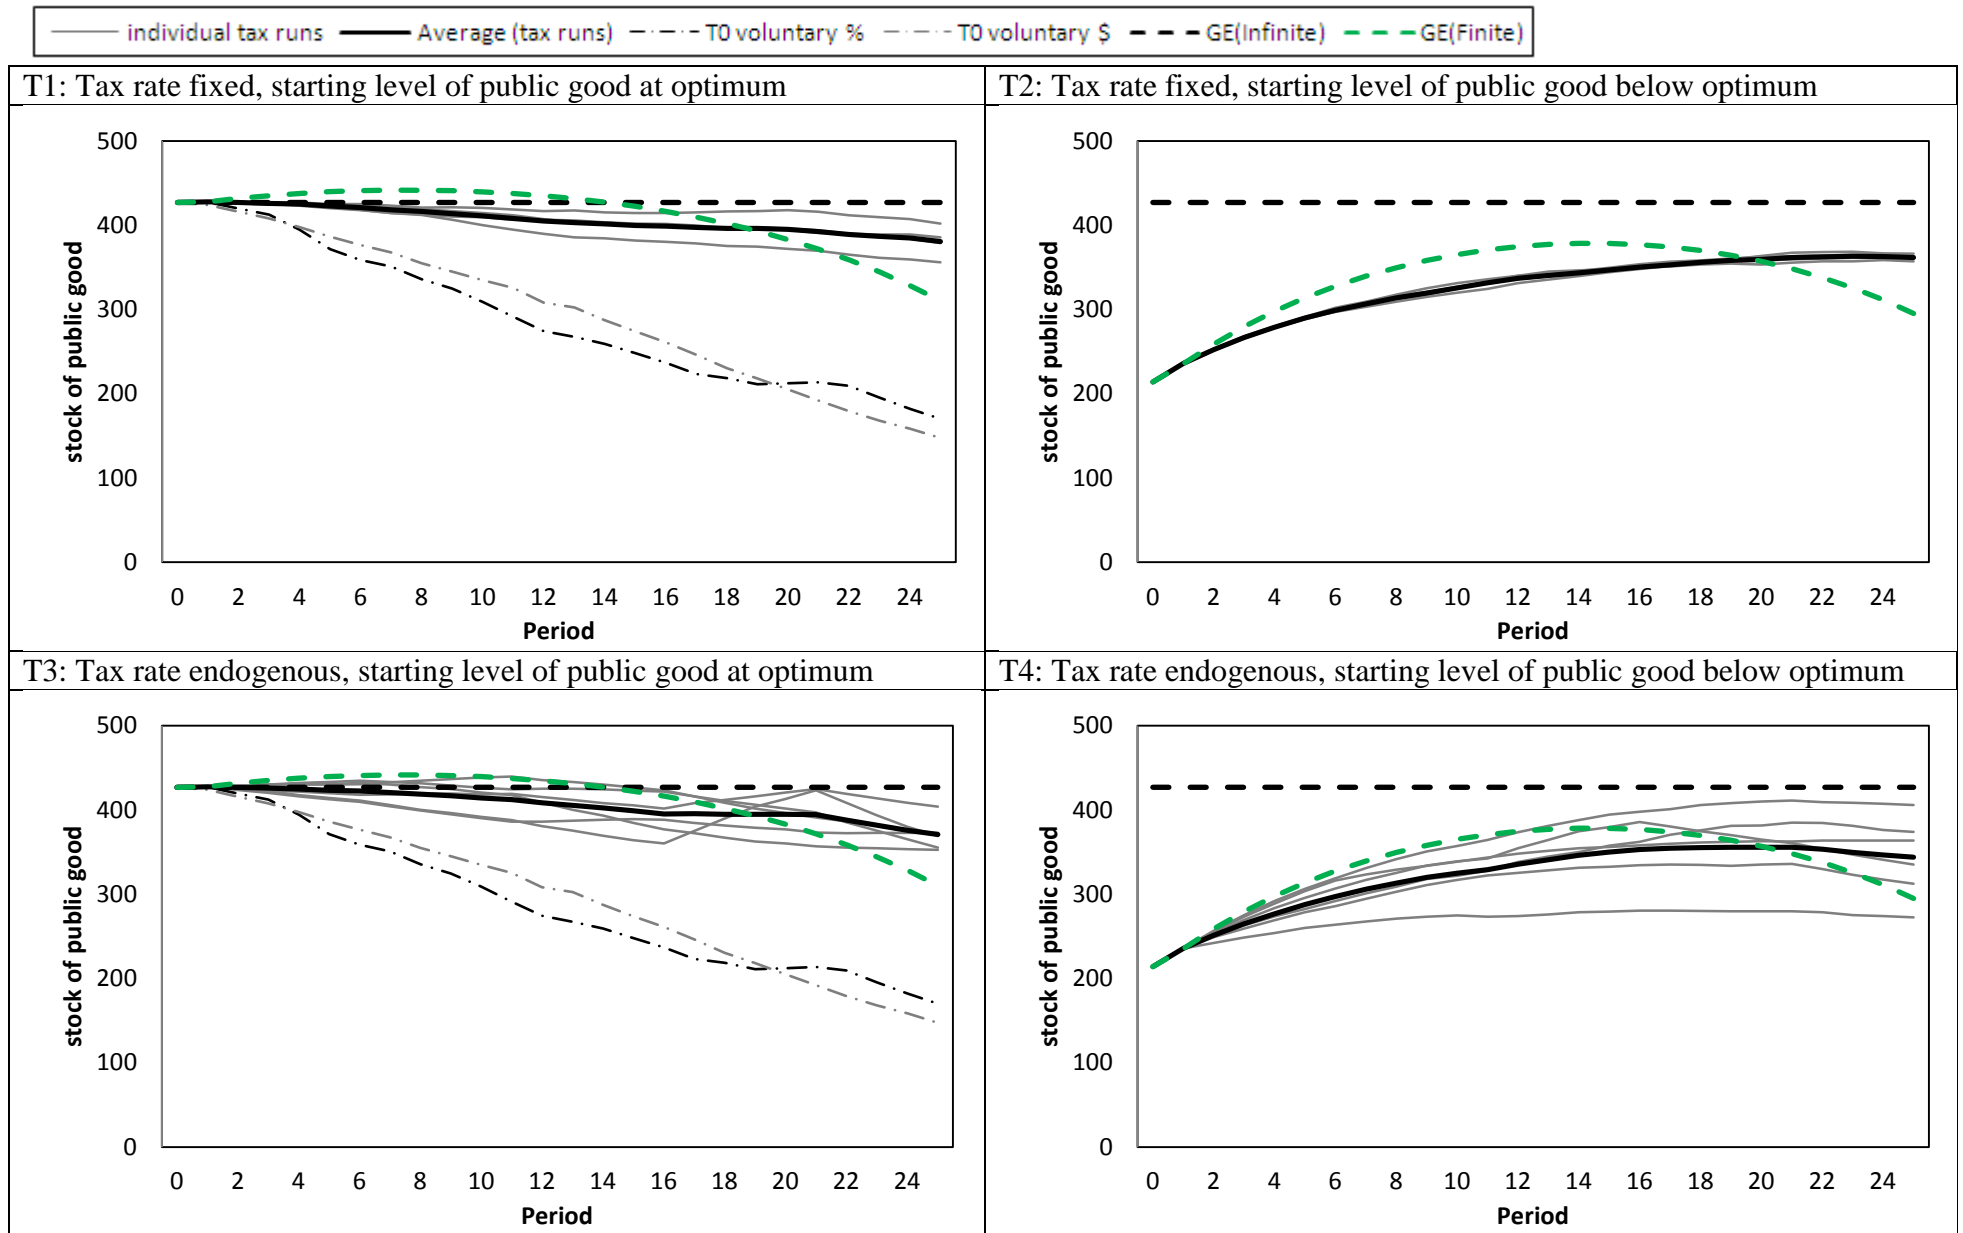 individual tax runs Average (tax runs) T0 voluntary % T0 voluntary $ GE(Infinite) GE(Finite)
T1: Tax rate fixed, starting level of public good at optimum
500
400
300
200
100
0
stock of public good
0 2 4 6 8 10 12 14 16 18 20 22 24
Period
T2: Tax rate fixed, starting level of public good below optimum
500
400
300
200
100
0
stock of public good
0 2 4 6 8 10 12 14 16 18 20 22 24
Period
T3: Tax rate endogenous, starting level of public good at optimum
500
400
300
200
100
0
stock of public good
0 2 4 6 8 10 12 14 16 18 20 22 24
Period
T4: Tax rate endogenous, starting level of public good below optimum
500
400
300
200
100
0
stock of public good
0 2 4 6 8 10 12 14 16 18 20 22 24
Period